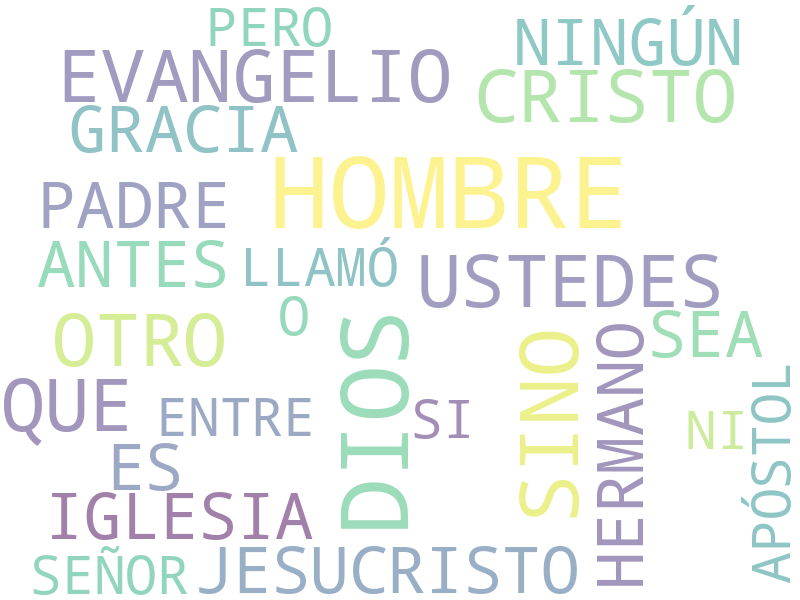 PERO
NINGÚN
EVANGELIO
CRISTO
GRACIA
HOMBRE
PADRE
ANTES
LLAMÓ
USTEDES
O
OTRO
SEA
DIOS
SINO
HERMANO
QUE
ENTRE
SI
NI
APÓSTOL
ES
IGLESIA
SEÑOR
JESUCRISTO